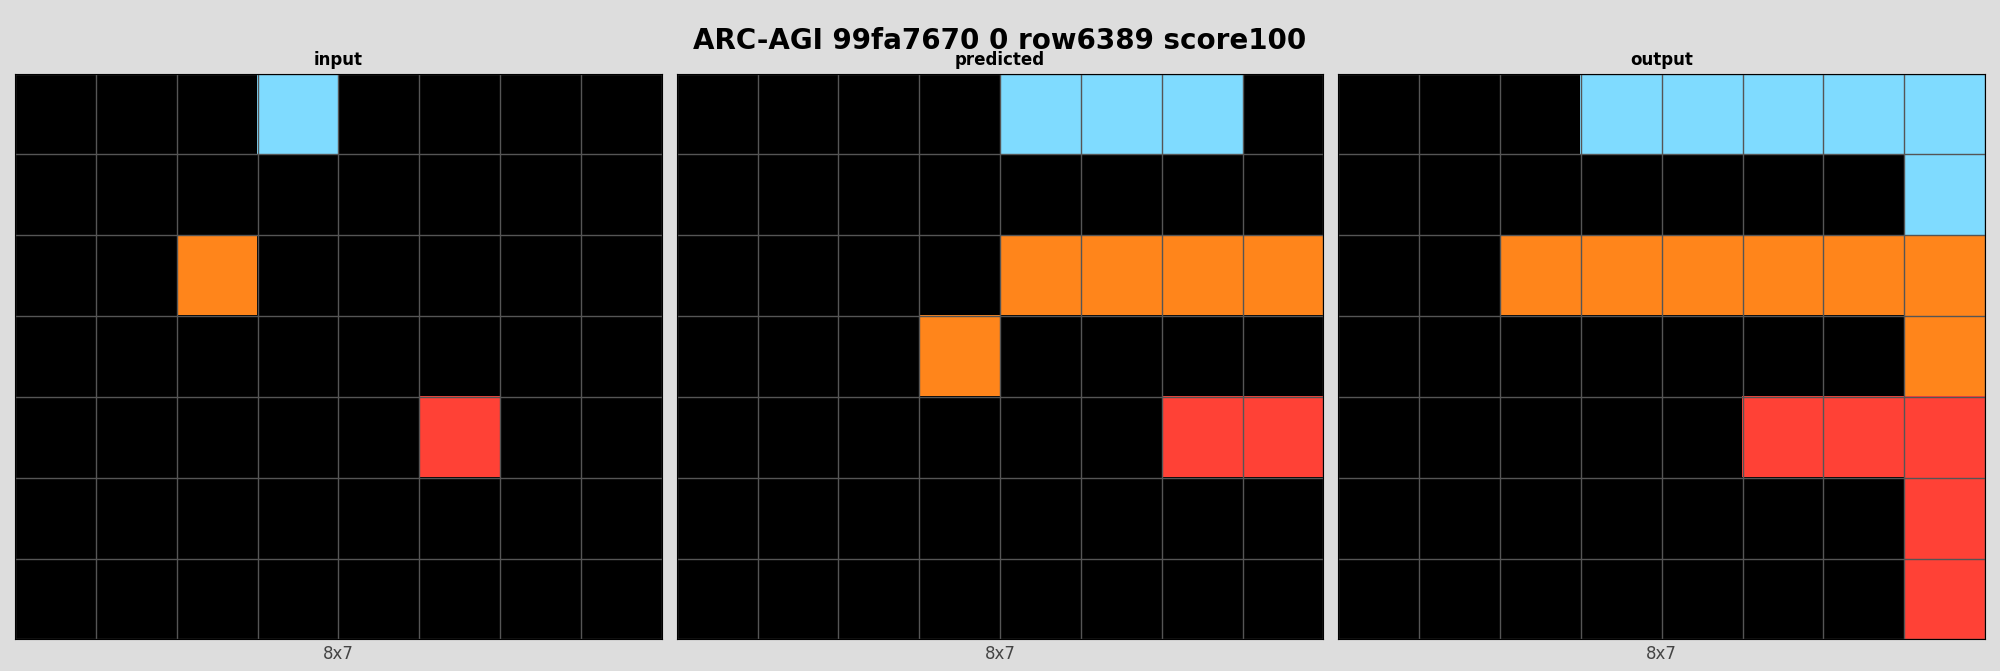 ARC-AGI 99fa7670 0 row6389 score100
input
predicted
output
8x7
8x7
8x7